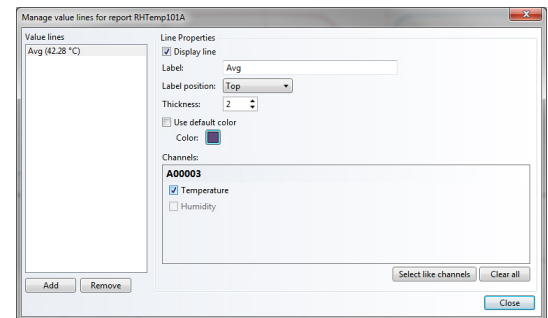 Manage value lines for report RHTemp101A
Value lines
Avg (42.28 °C)
Add
Remove
Line Properties
Display line
Label:
Avg
Label position:
Top
Thickness:
2
Use default color
Color:
Channels:
A00003
Temperature
Humidity
Select like channels
Clear all
Close